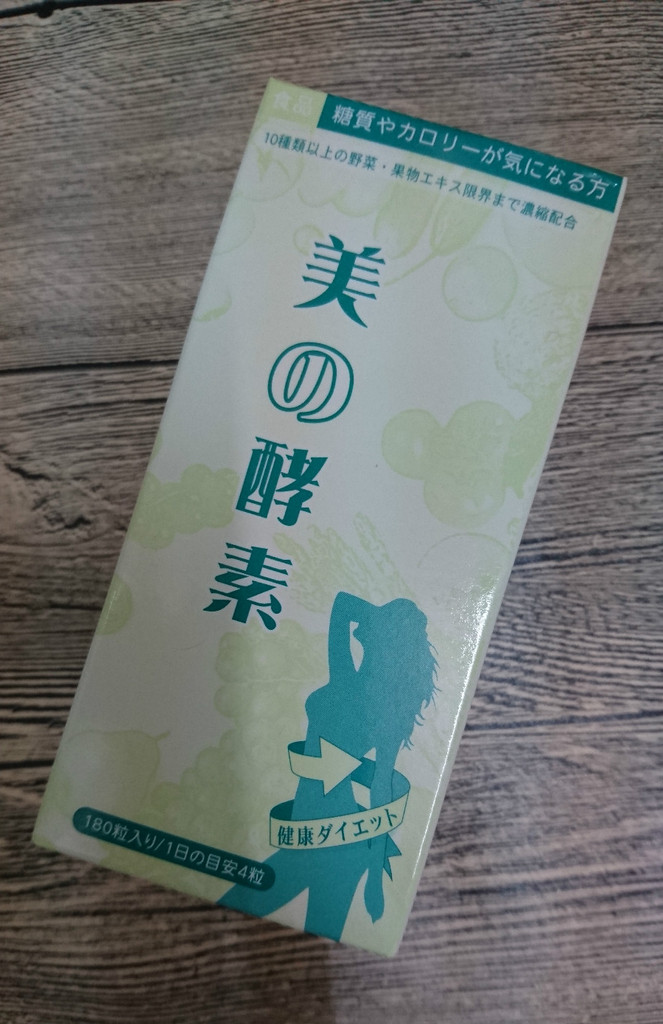 食品
糖質やカロリーが気になる方
10種類以上の野菜・果物エキス限界まで濃縮配合
美の酵素
健康ダイエット
180粒入り/1日の目安4粒